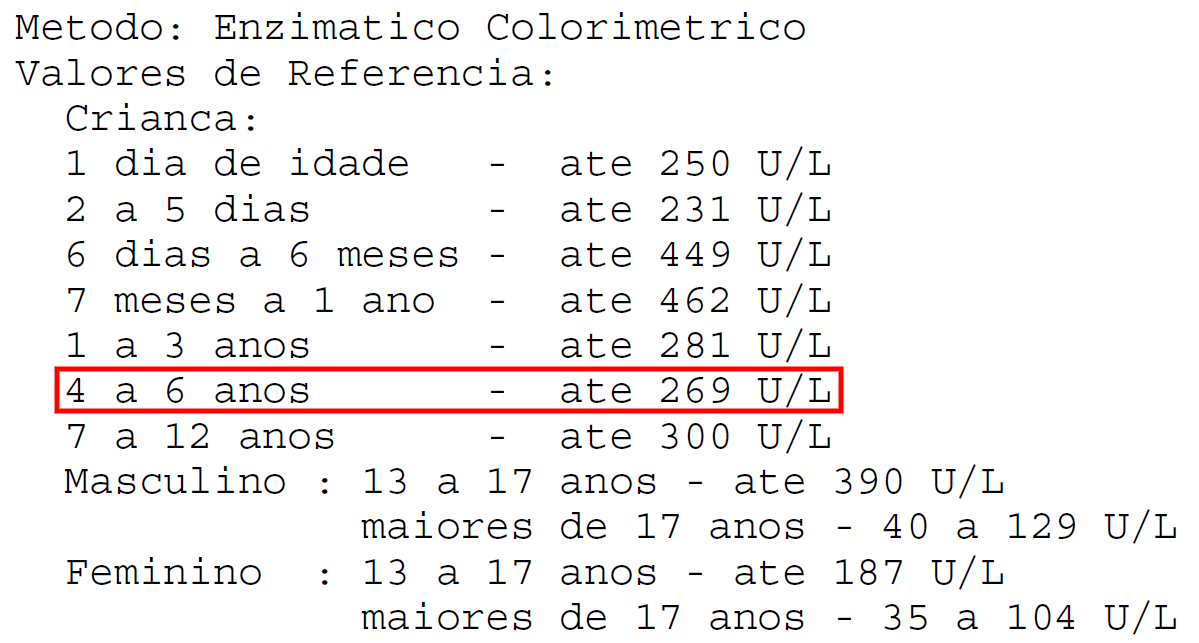 Metodo: Enzimatico Colorimetrico
Valores de Referencia:
Crianca:
1 dia de idade - ate 250 U/L
2 a 5 dias - ate 231 U/L
6 dias a 6 meses - ate 449 U/L
7 meses a 1 ano - ate 462 U/L
1 a 3 anos - ate 281 U/L
4 a 6 anos - ate 269 U/L
7 a 12 anos - ate 300 U/L
Masculino : 13 a 17 anos - ate 390 U/L
maiores de 17 anos - 40 a 129 U/L
Feminino : 13 a 17 anos - ate 187 U/L
maiores de 17 anos - 35 a 104 U/L